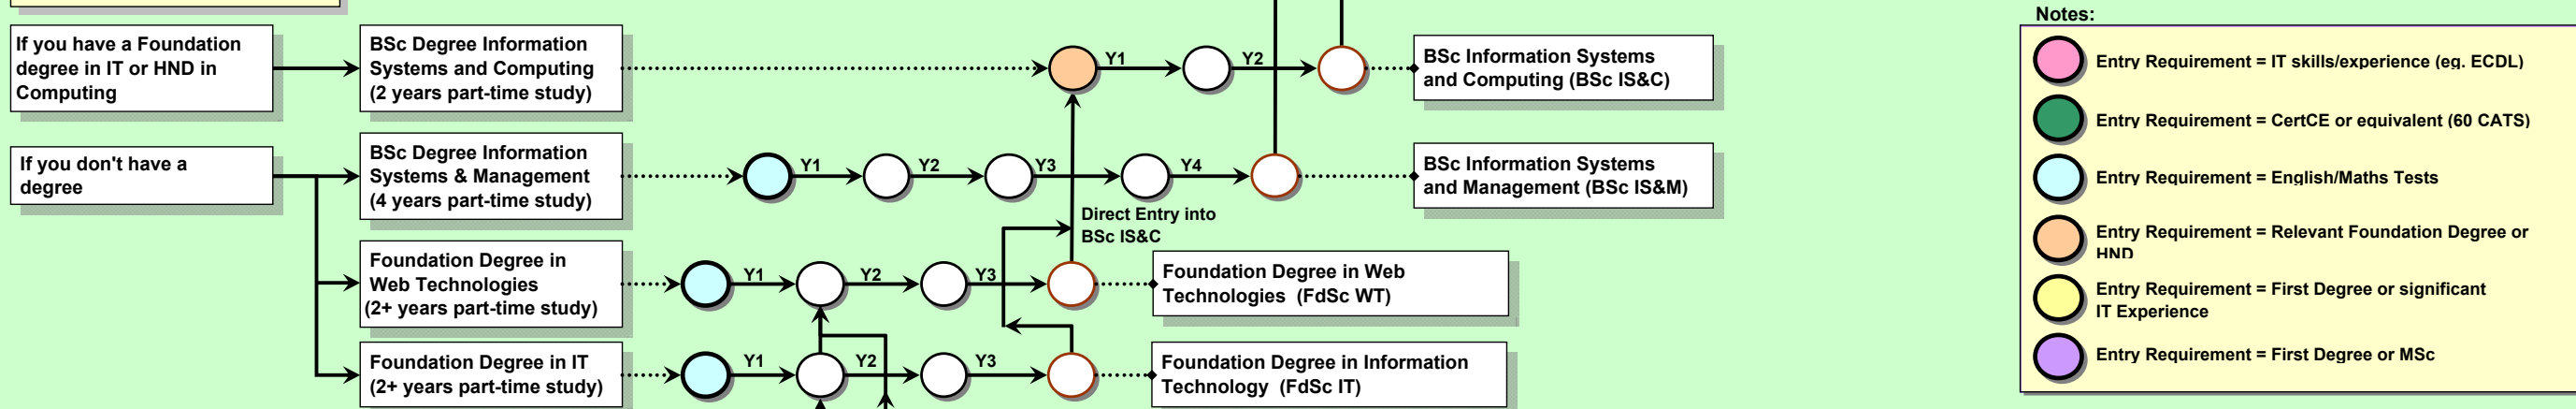 If you have a Foundation
degree in IT or HND in
Computing
BSc Degree Information
Systems and Computing
(2 years part-time study)
Y1
Y2
BSc Information Systems
and Computing (BSc IS&C)
If you don't have a
degree
BSc Degree Information
Systems & Management
(4 years part-time study)
Y1
Y2
Y3
Y4
BSc Information Systems
and Management (BSc IS&M)
Direct Entry into
BSc IS&C
Foundation Degree in
Web Technologies
(2+ years part-time study)
Y1
Y2
Y3
Foundation Degree in Web
Technologies (FdSc WT)
Foundation Degree in IT
(2+ years part-time study)
Y1
Y2
Y3
Foundation Degree in Information
Technology (FdSc IT)
Notes:
Entry Requirement = IT skills/experience (eg. ECDL)
Entry Requirement = CertCE or equivalent (60 CATS)
Entry Requirement = English/Maths Tests
Entry Requirement = Relevant Foundation Degree or
HND
Entry Requirement = First Degree or significant
IT Experience
Entry Requirement = First Degree or MSc